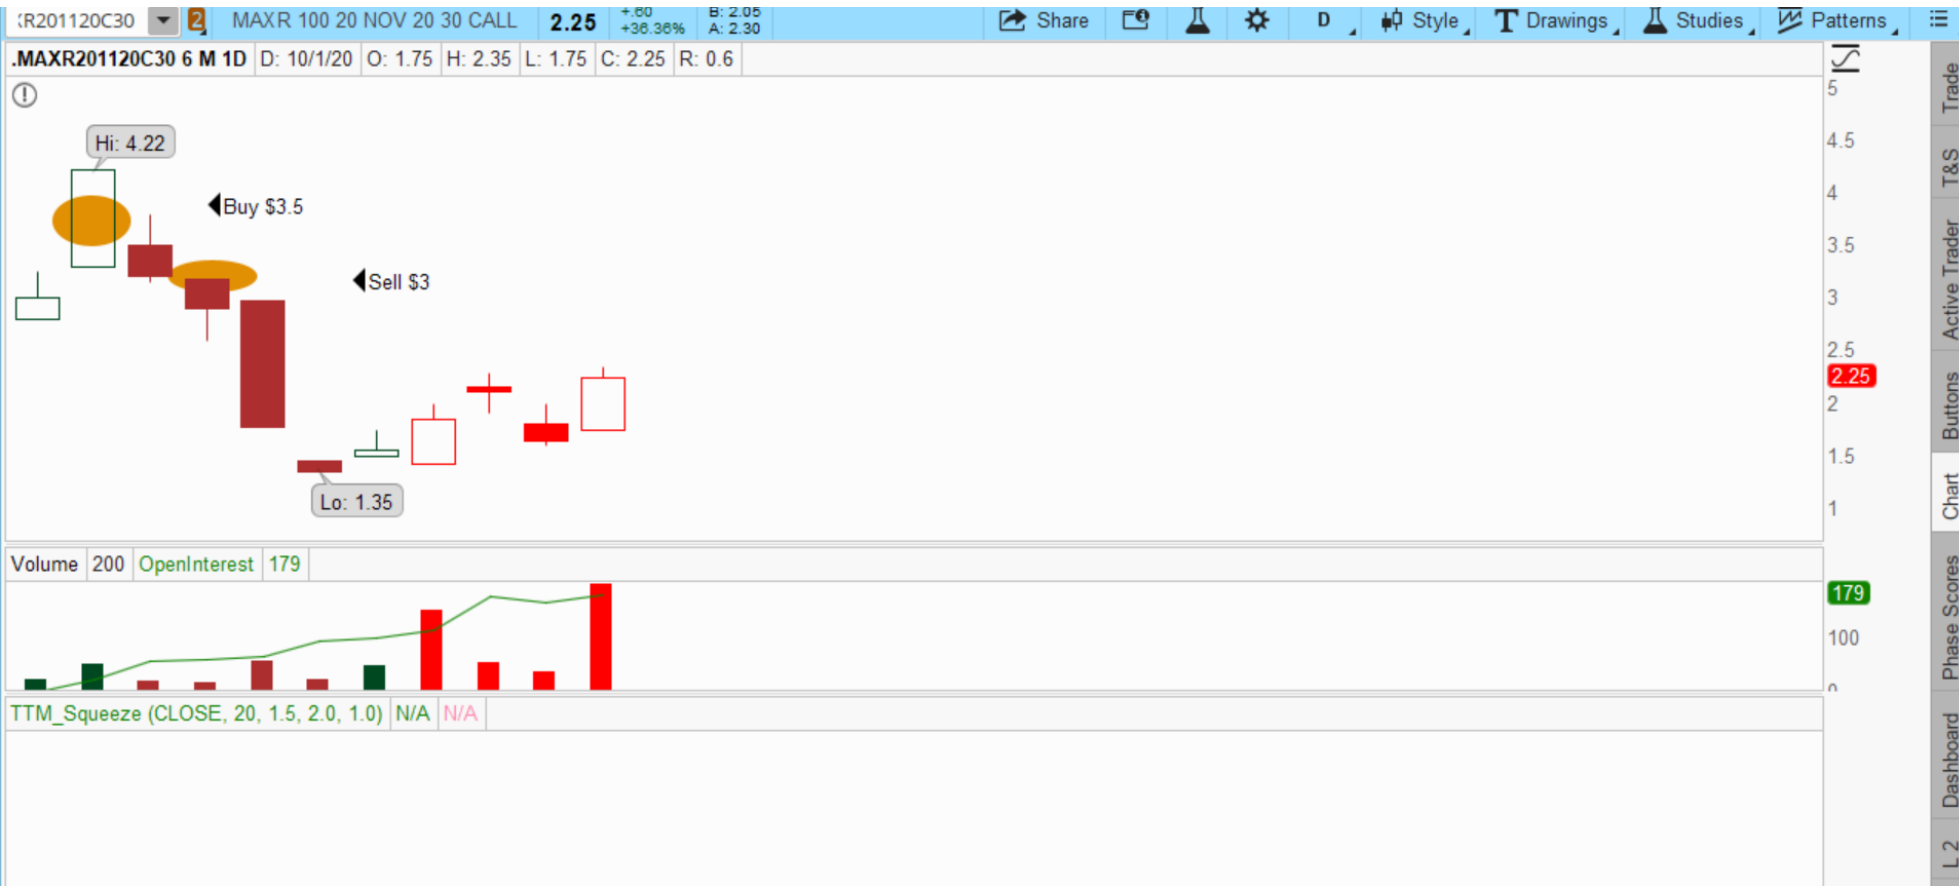 XR201120C30 2 MAXR 100 20 NOV 20 30 CALL 2.25 +.60 B: 2.05 Share D Style Drawings Studies Patterns
+36.36% A: 2.30
.MAXR201120C30 6 M 1D D: 10/1/20 O: 1.75 H: 2.35 L: 1.75 C: 2.25 R: 0.6
Hi: 4.22
Buy $3.5
Sell $3
Lo: 1.35
5
4.5
4
3.5
3
2.5
2.25
2
1.5
1
Volume 200 OpenInterest 179
179
100
0
TTM_Squeeze (CLOSE, 20, 1.5, 2.0, 1.0) N/A N/A
Trade
T&S
Active Trader
Buttons
Chart
Phase Scores
Dashboard
L 2